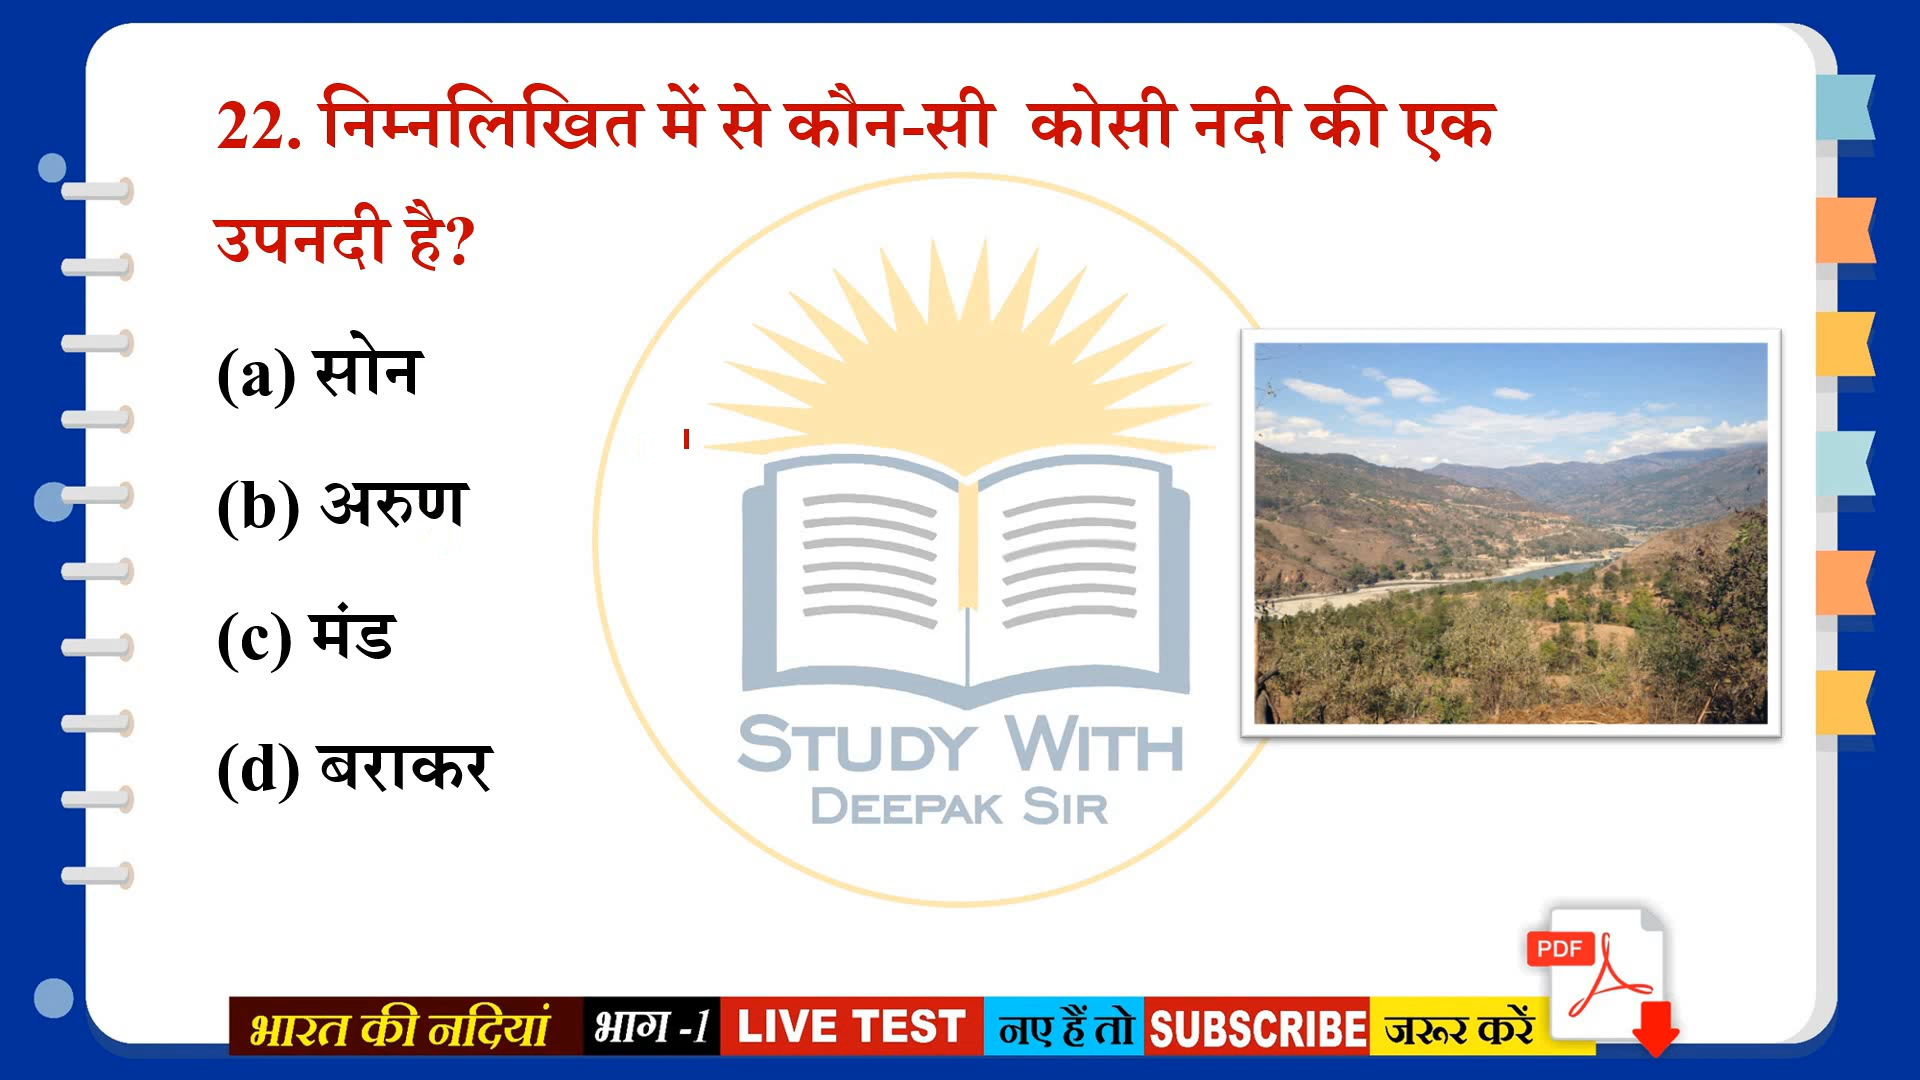 22. निम्नलिखित में से कौन-सी कोसी नदी की एक
उपनदी है?
(a) सोन
(b) अरुण
(c) मंड
(d) बराकर
STUDY WITH
DEEPAK SIR
PDF
भारत की नदियां भाग -1 LIVE TEST नए हैं तो SUBSCRIBE जरूर करें